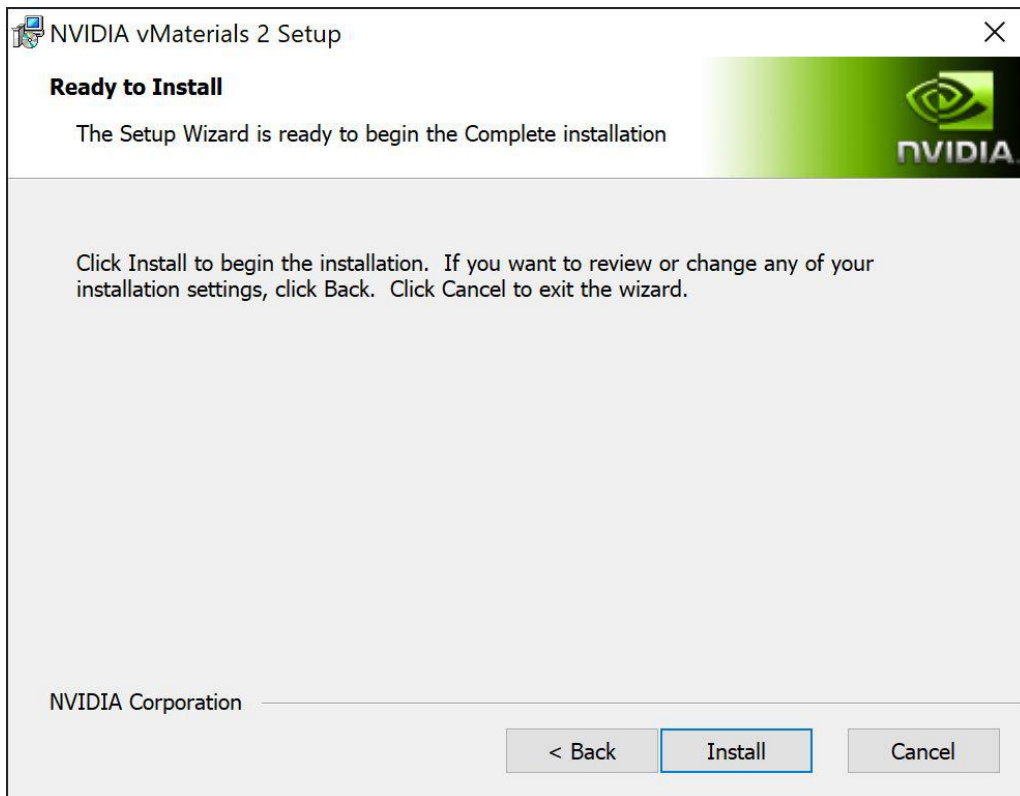 NVIDIA vMaterials 2 Setup
Ready to Install
The Setup Wizard is ready to begin the Complete installation
NVIDIA
Click Install to begin the installation.  If you want to review or change any of your
installation settings, click Back.  Click Cancel to exit the wizard.
NVIDIA Corporation
< Back
Install
Cancel